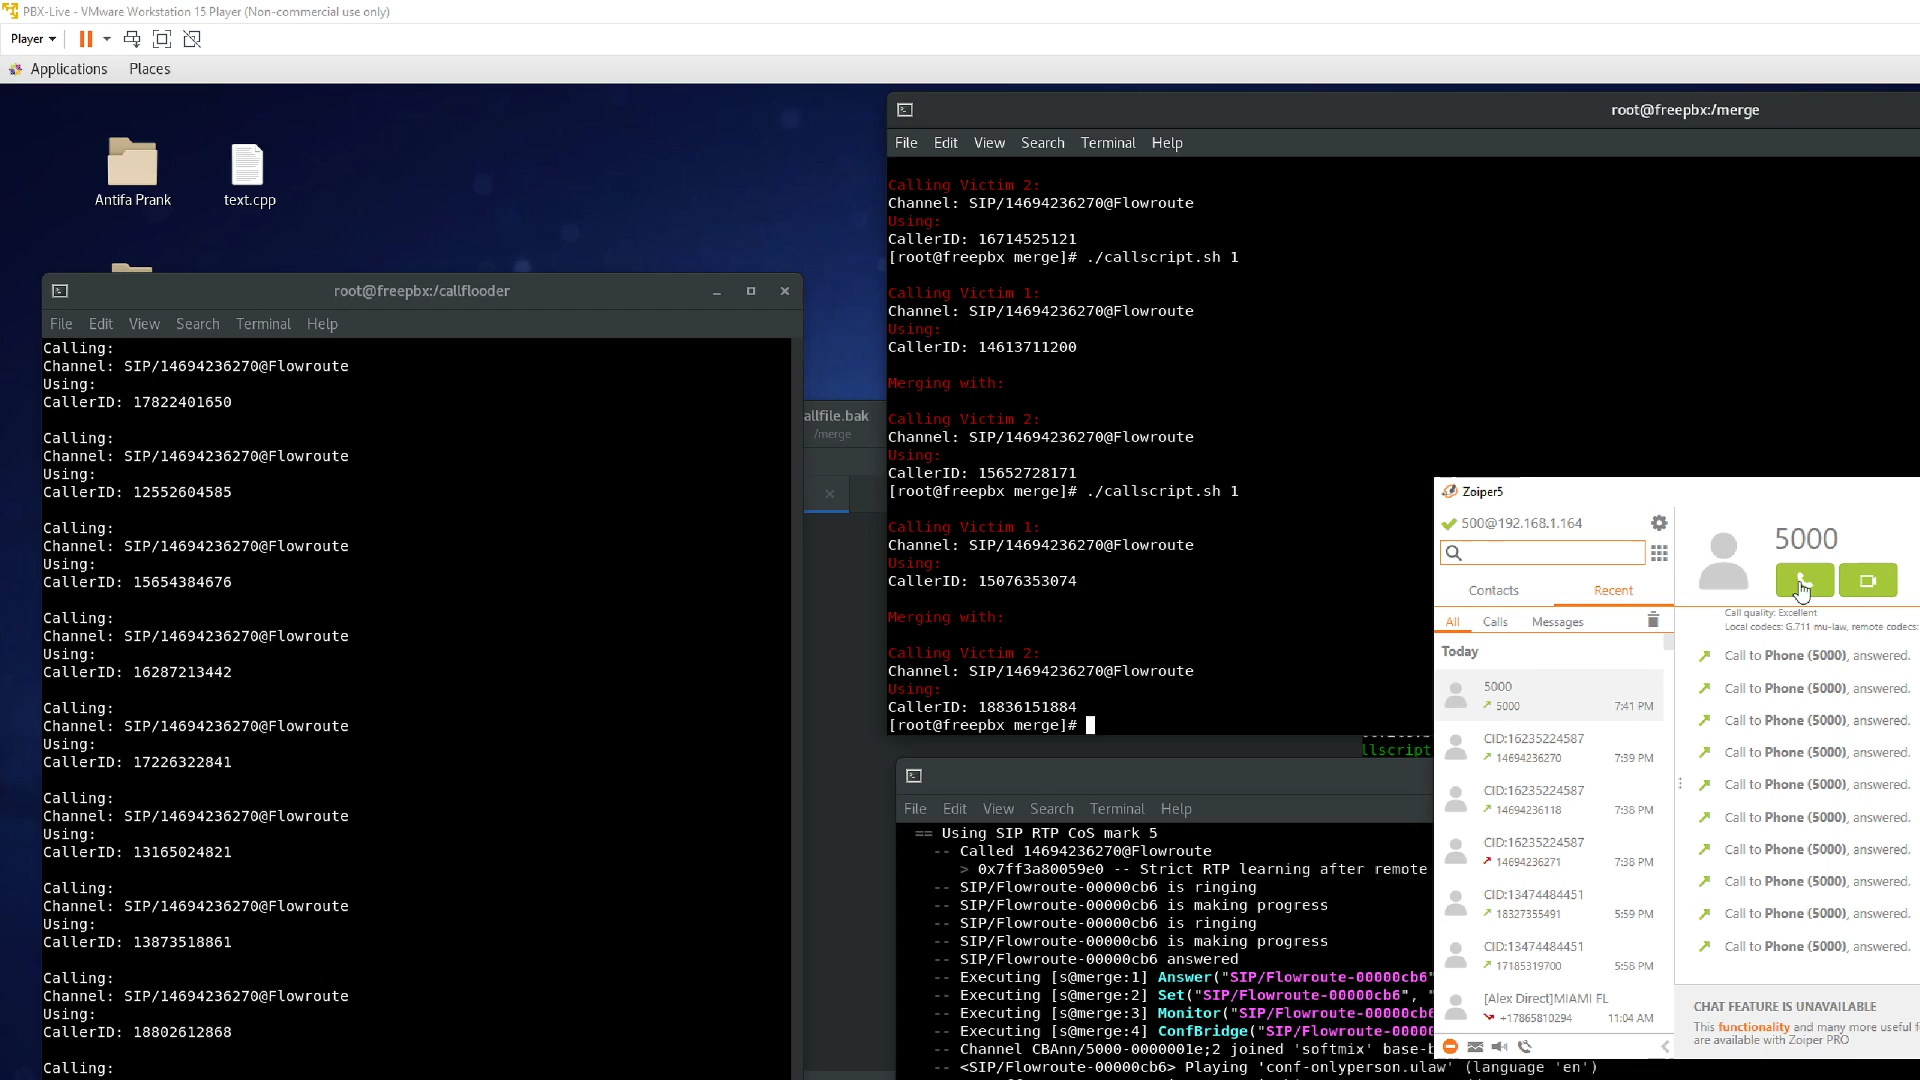 PBX-Live - VMware Workstation 15 Player (Non-commercial use only)
Player
Applications Places
Antifa Prank
text.cpp
root@freepbx:/callflooder
File Edit View Search Terminal Help
Calling:
Channel: SIP/14694236270@Flowroute
Using:
CallerID: 17822401650
Calling:
Channel: SIP/14694236270@Flowroute
Using:
CallerID: 12552604585
Calling:
Channel: SIP/14694236270@Flowroute
Using:
CallerID: 15654384676
Calling:
Channel: SIP/14694236270@Flowroute
Using:
CallerID: 16287213442
Calling:
Channel: SIP/14694236270@Flowroute
Using:
CallerID: 17226322841
Calling:
Channel: SIP/14694236270@Flowroute
Using:
CallerID: 13165024821
Calling:
Channel: SIP/14694236270@Flowroute
Using:
CallerID: 13873518861
Calling:
Channel: SIP/14694236270@Flowroute
Using:
CallerID: 18802612868
Calling:
allfile.bak
/merge
root@freepbx:/merge
File Edit View Search Terminal Help
Calling Victim 2:
Channel: SIP/14694236270@Flowroute
Using:
CallerID: 16714525121
[root@freepbx merge]# ./callscript.sh 1
Calling Victim 1:
Channel: SIP/14694236270@Flowroute
Using:
CallerID: 14613711200
Merging with:
Calling Victim 2:
Channel: SIP/14694236270@Flowroute
Using:
CallerID: 15652728171
[root@freepbx merge]# ./callscript.sh 1
Calling Victim 1:
Channel: SIP/14694236270@Flowroute
Using:
CallerID: 15076353074
Merging with:
Calling Victim 2:
Channel: SIP/14694236270@Flowroute
Using:
CallerID: 18836151884
[root@freepbx merge]#
llscript
File Edit View Search Terminal Help
== Using SIP RTP CoS mark 5
-- Called 14694236270@Flowroute
> 0x7ff3a80059e0 -- Strict RTP learning after remote
-- SIP/Flowroute-00000cb6 is ringing
-- SIP/Flowroute-00000cb6 is making progress
-- SIP/Flowroute-00000cb6 is ringing
-- SIP/Flowroute-00000cb6 is making progress
-- SIP/Flowroute-00000cb6 answered
-- Executing [s@merge:1] Answer("SIP/Flowroute-00000cb6"
-- Executing [s@merge:2] Set("SIP/Flowroute-00000cb6", "
-- Executing [s@merge:3] Monitor("SIP/Flowroute-00000cb6
-- Executing [s@merge:4] ConfBridge("SIP/Flowroute-00000
-- Channel CBAnn/5000-0000001e;2 joined 'softmix' base-b
-- <SIP/Flowroute-00000cb6> Playing 'conf-onlyperson.ulaw' (language 'en')
Zoiper5
500@192.168.1.164
Contacts Recent
All Calls Messages
Today
5000
5000 7:41 PM
CID:16235224587
14694236270 7:39 PM
CID:16235224587
14694236118 7:38 PM
CID:16235224587
14694236271 7:38 PM
CID:13474484451
18327355491 5:59 PM
CID:13474484451
17185319700 5:58 PM
[Alex Direct]MIAMI FL
+17865810294 11:04 AM
5000
Call quality: Excellent
Local codecs: G.711 mu-law, remote codecs:
Call to Phone (5000), answered.
Call to Phone (5000), answered.
Call to Phone (5000), answered.
Call to Phone (5000), answered.
Call to Phone (5000), answered.
Call to Phone (5000), answered.
Call to Phone (5000), answered.
Call to Phone (5000), answered.
Call to Phone (5000), answered.
Call to Phone (5000), answered.
CHAT FEATURE IS UNAVAILABLE
This functionality and many more useful f
are available with Zoiper PRO